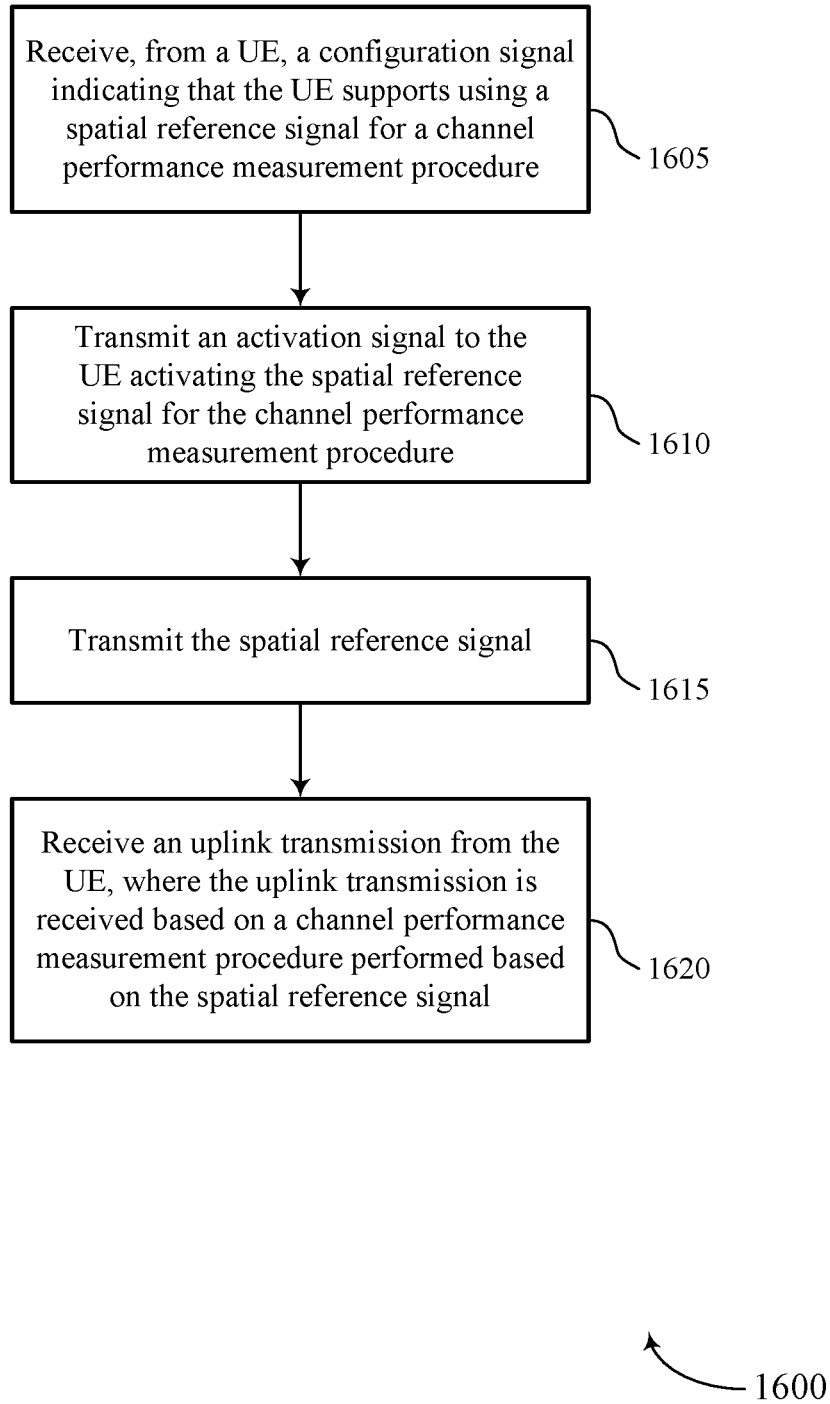 Receive, from a UE, a configuration signal
indicating that the UE supports using a
spatial reference signal for a channel
performance measurement procedure
1605
Transmit an activation signal to the
UE activating the spatial reference
signal for the channel performance
measurement procedure
1610
Transmit the spatial reference signal
1615
Receive an uplink transmission from the
UE, where the uplink transmission is
received based on a channel performance
measurement procedure performed based
on the spatial reference signal
1620
1600